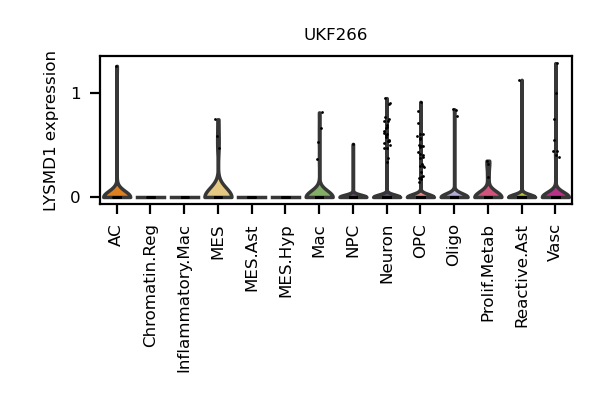 UKF266
LYSMD1 expression
1
0
AC
Chromatin.Reg
Inflammatory.Mac
MES
MES.Ast
MES.Hyp
Mac
NPC
Neuron
OPC
Oligo
Prolif.Metab
Reactive.Ast
Vasc